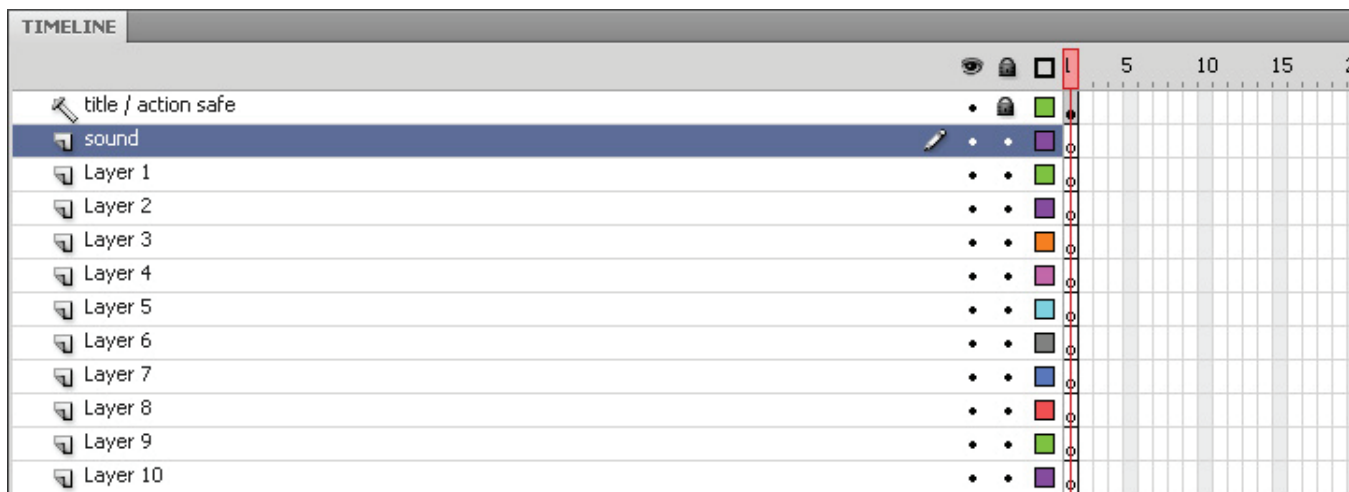 TIMELINE
1 5 10 15 2
title / action safe
sound
Layer 1
Layer 2
Layer 3
Layer 4
Layer 5
Layer 6
Layer 7
Layer 8
Layer 9
Layer 10